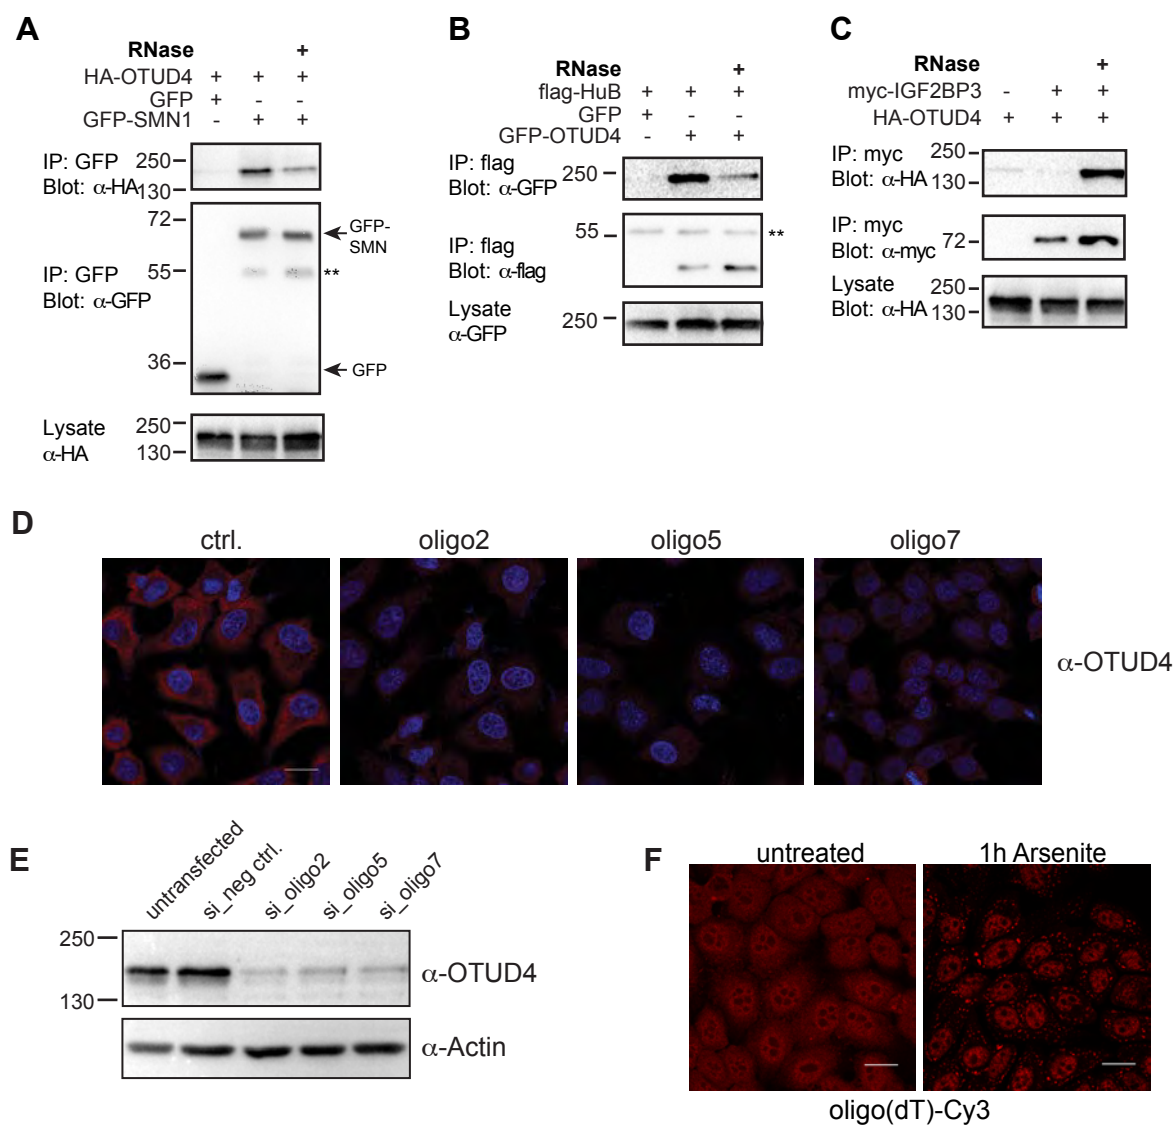 A
RNase +
HA-OTUD4 + + +
GFP + - -
GFP-SMN1 - + +
IP: GFP
Blot: α-HA
250
130
IP: GFP
Blot: α-GFP
72
55
36
GFP-
SMN
**
GFP
Lysate
α-HA
250
130
B
RNase +
flag-HuB + + +
GFP + - -
GFP-OTUD4 - + +
IP: flag
Blot: α-GFP
250
IP: flag
Blot: α-flag
55
**
Lysate
α-GFP
250
C
RNase +
myc-IGF2BP3 - + +
HA-OTUD4 + + +
IP: myc
Blot: α-HA
250
130
IP: myc
Blot: α-myc
72
Lysate
Blot: α-HA
250
130
D
ctrl. oligo2 oligo5 oligo7
α-OTUD4
E
untransfected
si_neg ctrl.
si_oligo2
si_oligo5
si_oligo7
250
130
α-OTUD4
α-Actin
F
untreated 1h Arsenite
oligo(dT)-Cy3